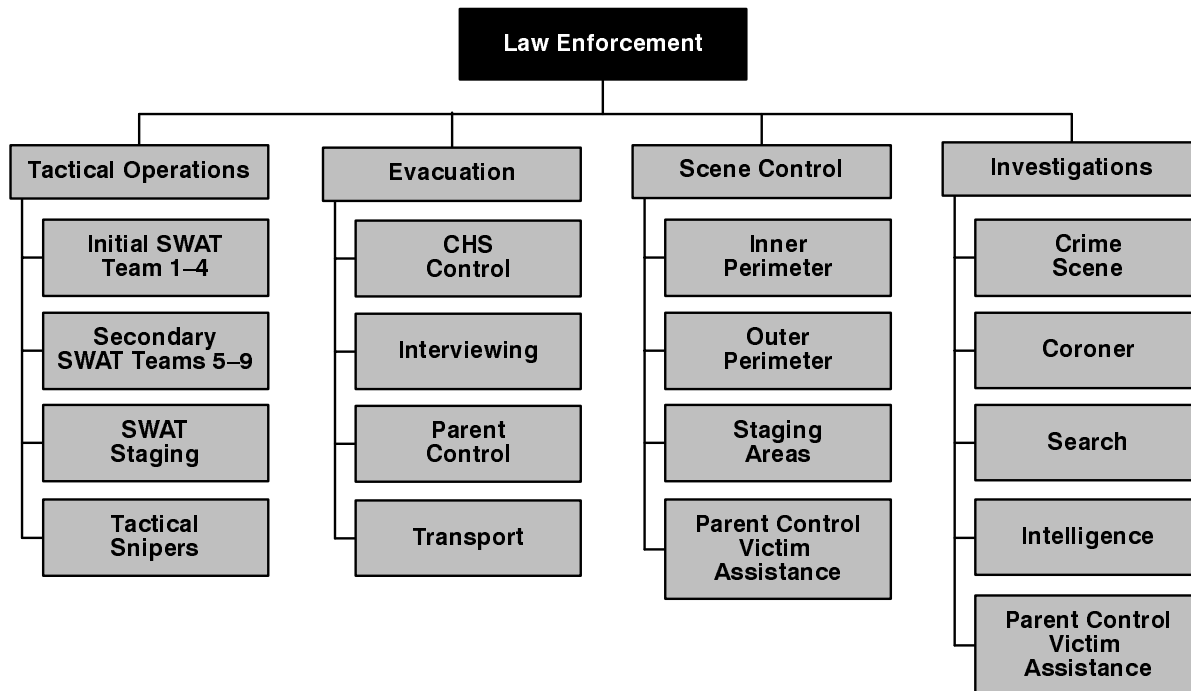 Law Enforcement
Tactical Operations
Initial SWAT
Team 1–4
Secondary
SWAT Teams 5–9
SWAT
Staging
Tactical
Snipers
Evacuation
CHS
Control
Interviewing
Parent
Control
Transport
Scene Control
Inner
Perimeter
Outer
Perimeter
Staging
Areas
Parent Control
Victim
Assistance
Investigations
Crime
Scene
Coroner
Search
Intelligence
Parent Control
Victim
Assistance